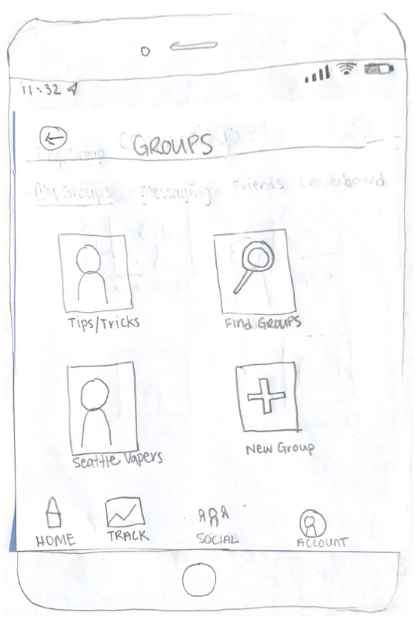 11:32
GROUPS
My Groups Messaging Friends Leaderboard
Tips/Tricks Find GROUPS
Seattle Vapers New Group
HOME TRACK SOCIAL ACCOUNT